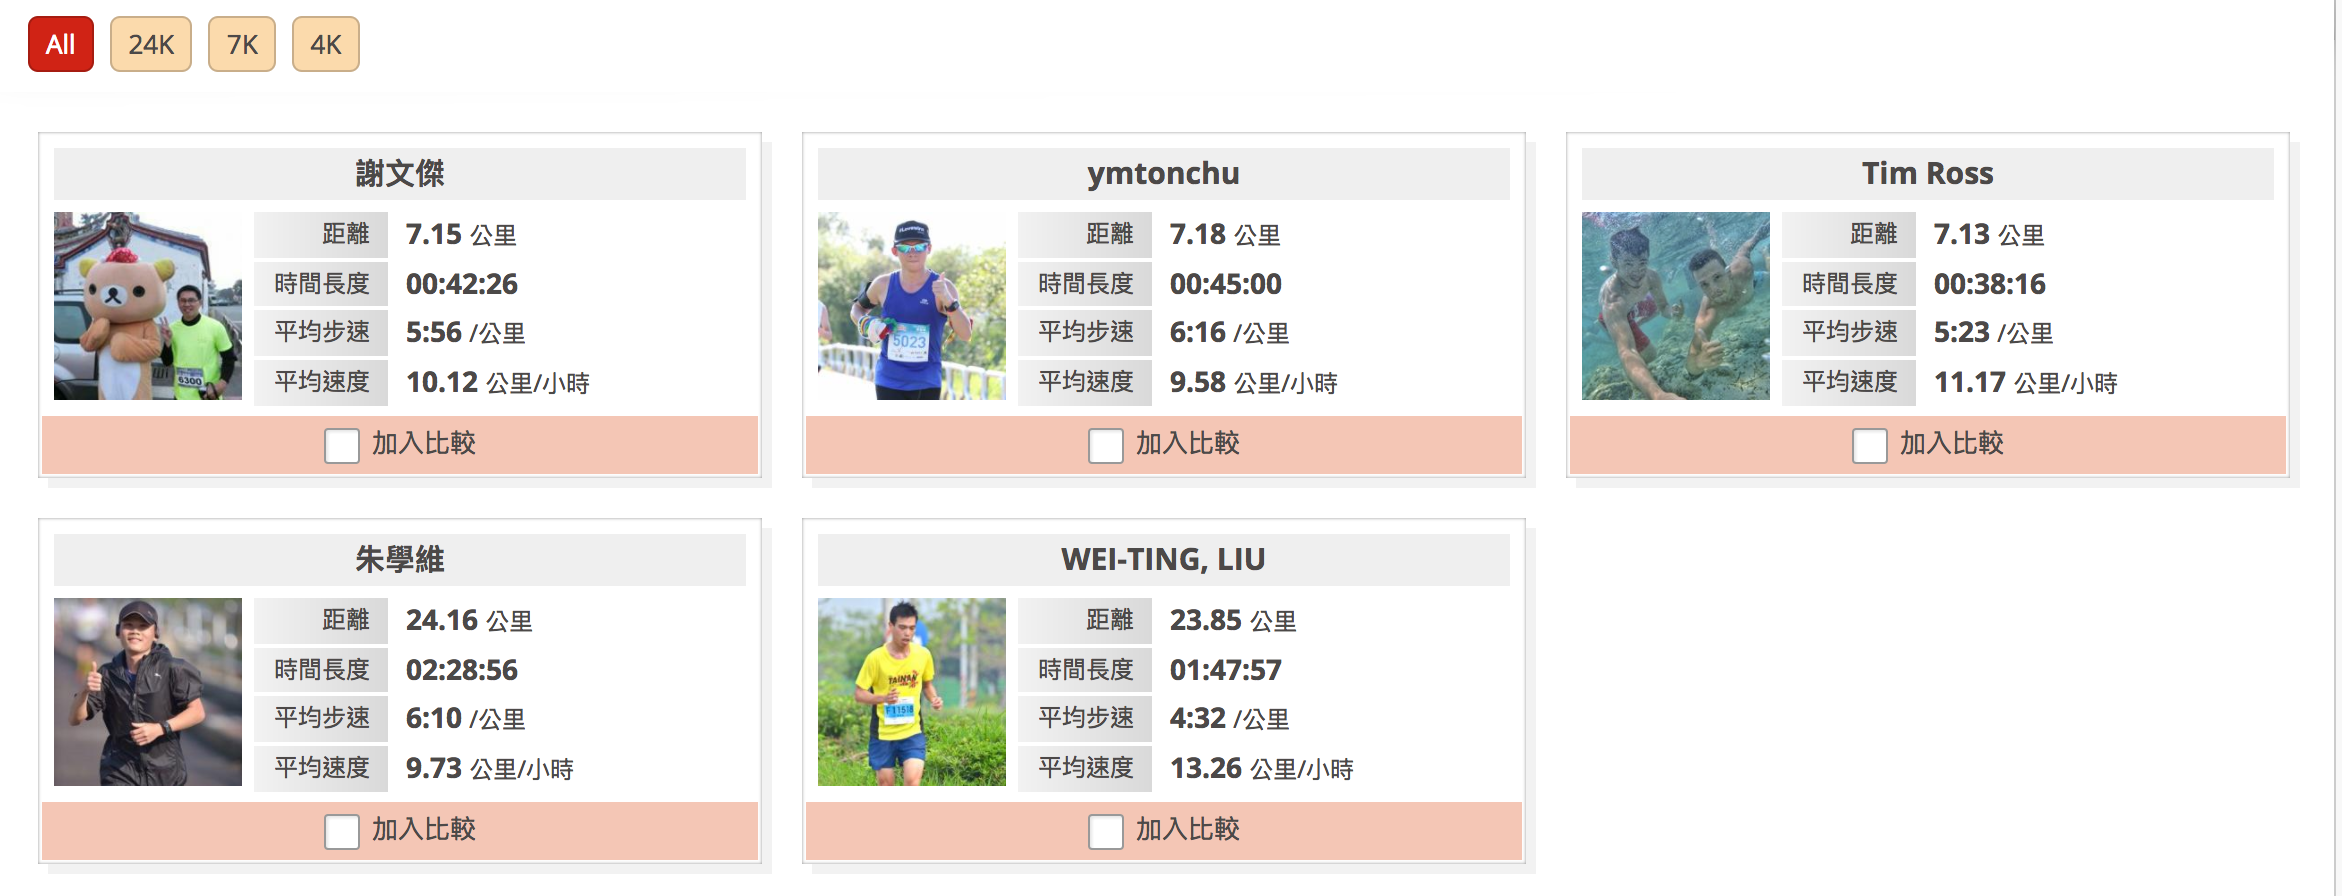 All 24K 7K 4K
謝文傑
距離 7.15 公里
時間長度 00:42:26
平均步速 5:56 /公里
平均速度 10.12 公里/小時
6300
加入比較
ymtonchu
距離 7.18 公里
時間長度 00:45:00
平均步速 6:16 /公里
平均速度 9.58 公里/小時
5023
加入比較
Tim Ross
距離 7.13 公里
時間長度 00:38:16
平均步速 5:23 /公里
平均速度 11.17 公里/小時
加入比較
朱學維
距離 24.16 公里
時間長度 02:28:56
平均步速 6:10 /公里
平均速度 9.73 公里/小時
加入比較
WEI-TING, LIU
距離 23.85 公里
時間長度 01:47:57
平均步速 4:32 /公里
平均速度 13.26 公里/小時
TAINAN
加入比較